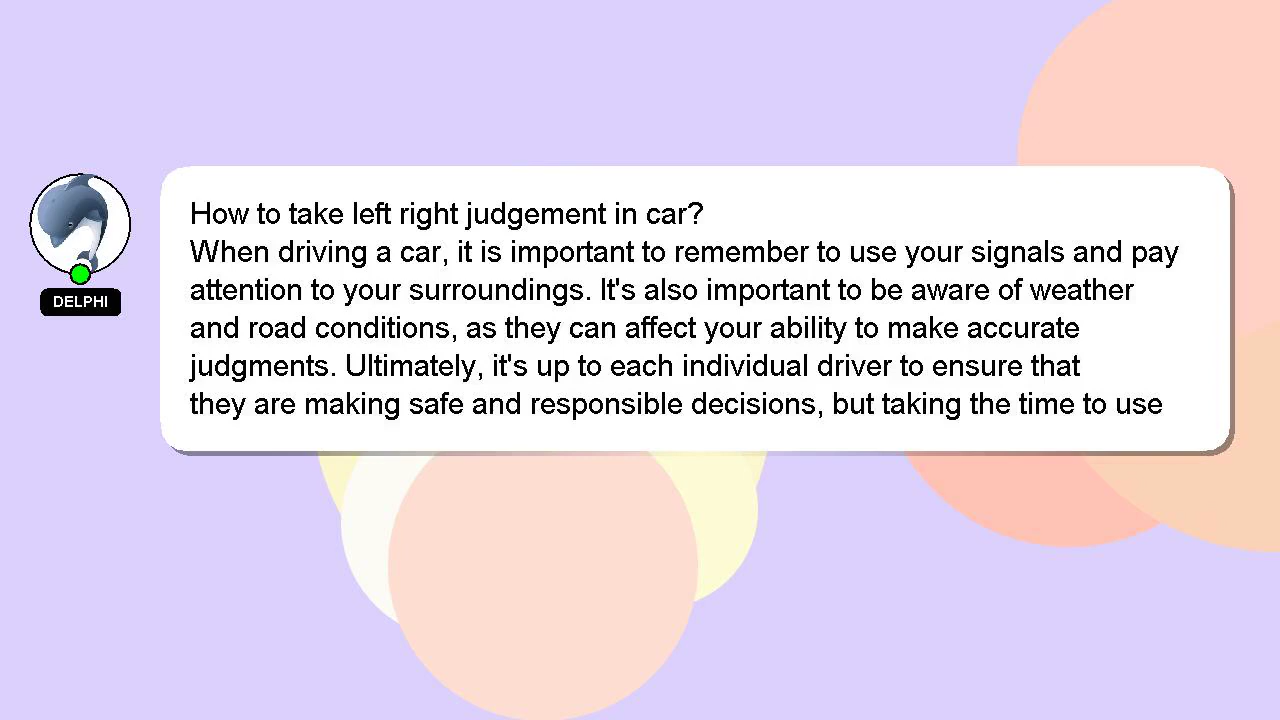 How to take left right judgement in car?
When driving a car, it is important to remember to use your signals and pay
attention to your surroundings. It's also important to be aware of weather
and road conditions, as they can affect your ability to make accurate
judgments. Ultimately, it's up to each individual driver to ensure that
they are making safe and responsible decisions, but taking the time to use
DELPHI